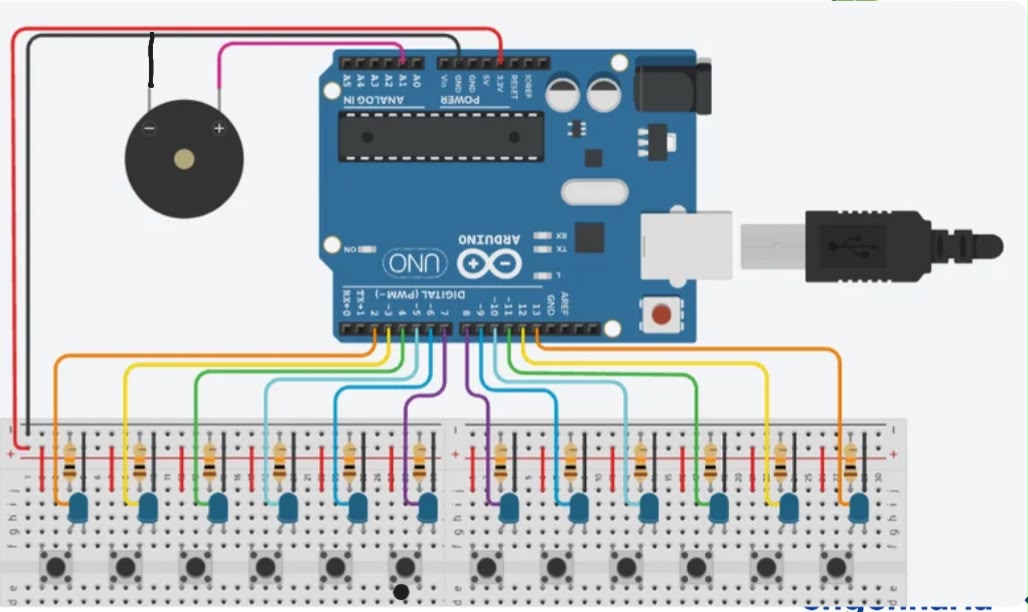 A5 A4 A3 A2 A1 A0 Vin GND GND 5V 3.3V RESET IOREF
ANALOG IN POWER
− +
RX
TX
ARDUINO
ON
UNO
L
DIGITAL (PWM~)
RX←0 TX→1 2 ~3 4 ~5 ~6 7 8 ~9 ~10 ~11 12 13 GND AREF
− − −
+ + +
j j j
i i i
h h h
g g g
f f f
e e e
d d d
engenharia